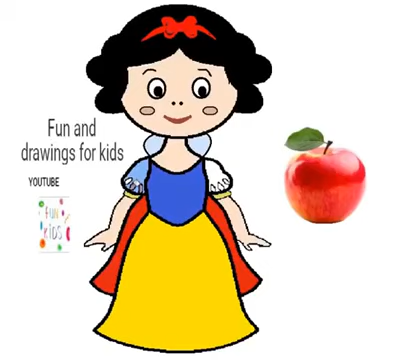 Fun and
drawings for kids
YOUTUBE
FUN
KIDS